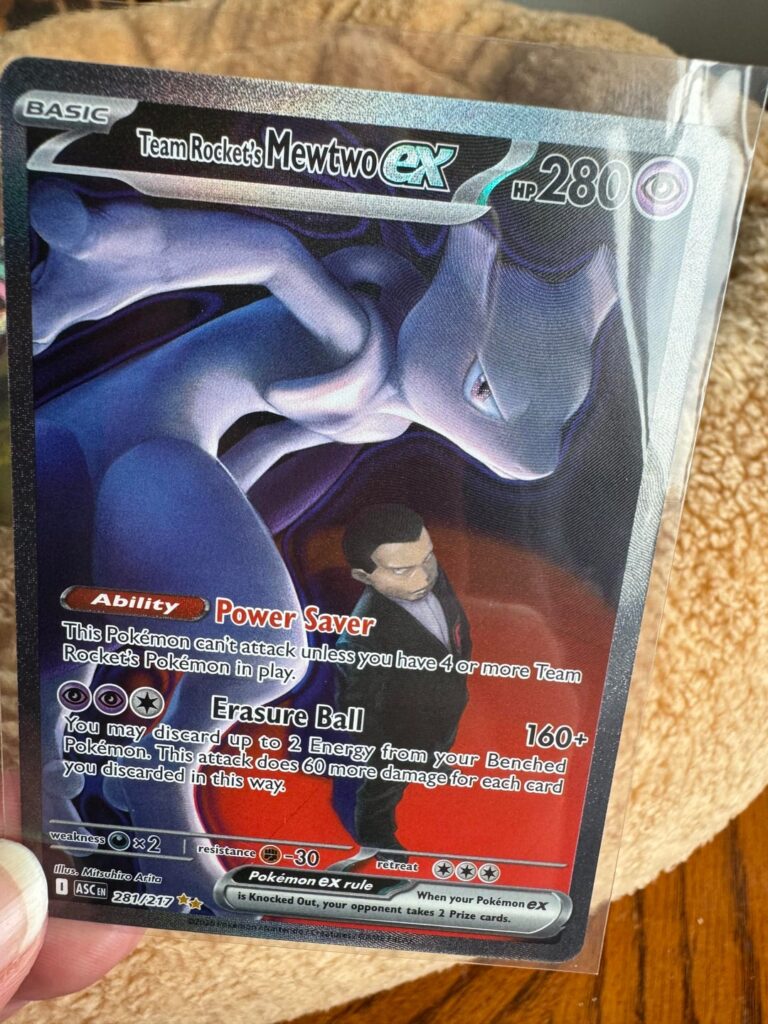 BASIC
Team Rocket's Mewtwo ex HP 280
Ability Power Saver
This Pokémon can't attack unless you have 4 or more Team
Rocket's Pokémon in play.
Erasure Ball 160+
You may discard up to 2 Energy from your Benched
Pokémon. This attack does 60 more damage for each card
you discarded in this way.
weakness ×2 resistance -30 retreat
Illus. Mitsuhiro Arita
I ASC EN 281/217
Pokémon ex rule
When your Pokémon ex
is Knocked Out, your opponent takes 2 Prize cards.